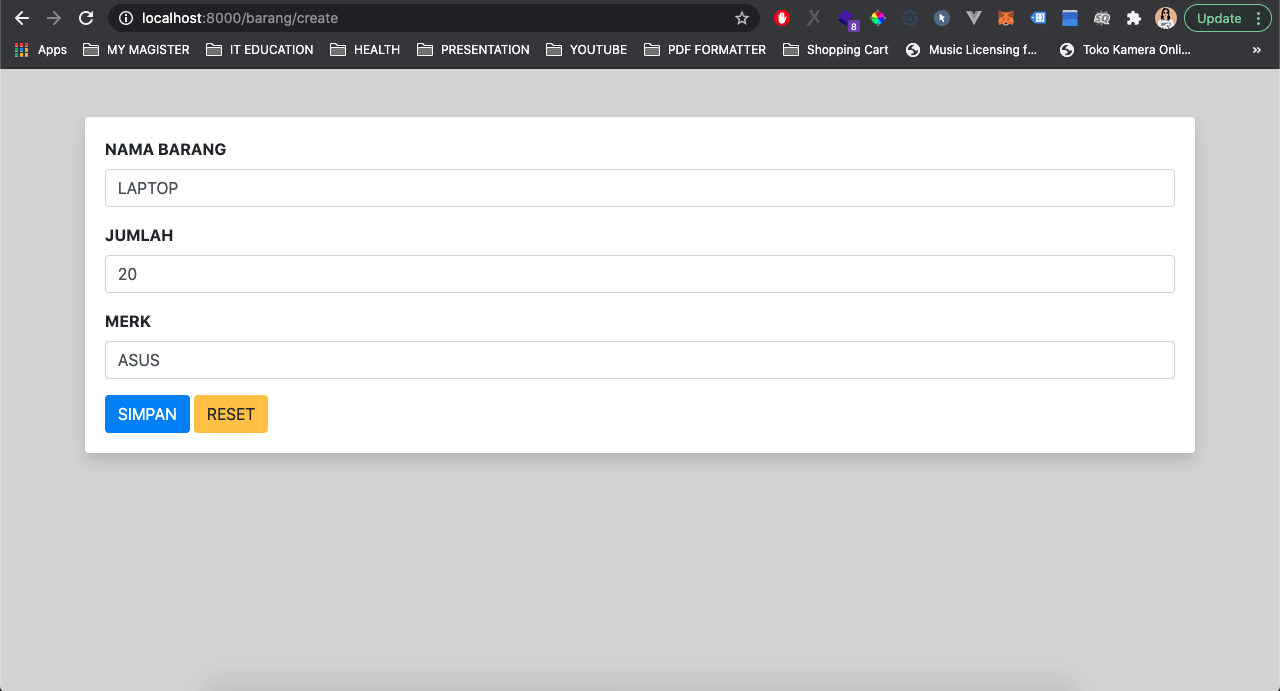 localhost:8000/barang/create
Update
8
Apps MY MAGISTER IT EDUCATION HEALTH PRESENTATION YOUTUBE PDF FORMATTER Shopping Cart Music Licensing f... Toko Kamera Onli... »
NAMA BARANG
LAPTOP
JUMLAH
20
MERK
ASUS
SIMPAN RESET